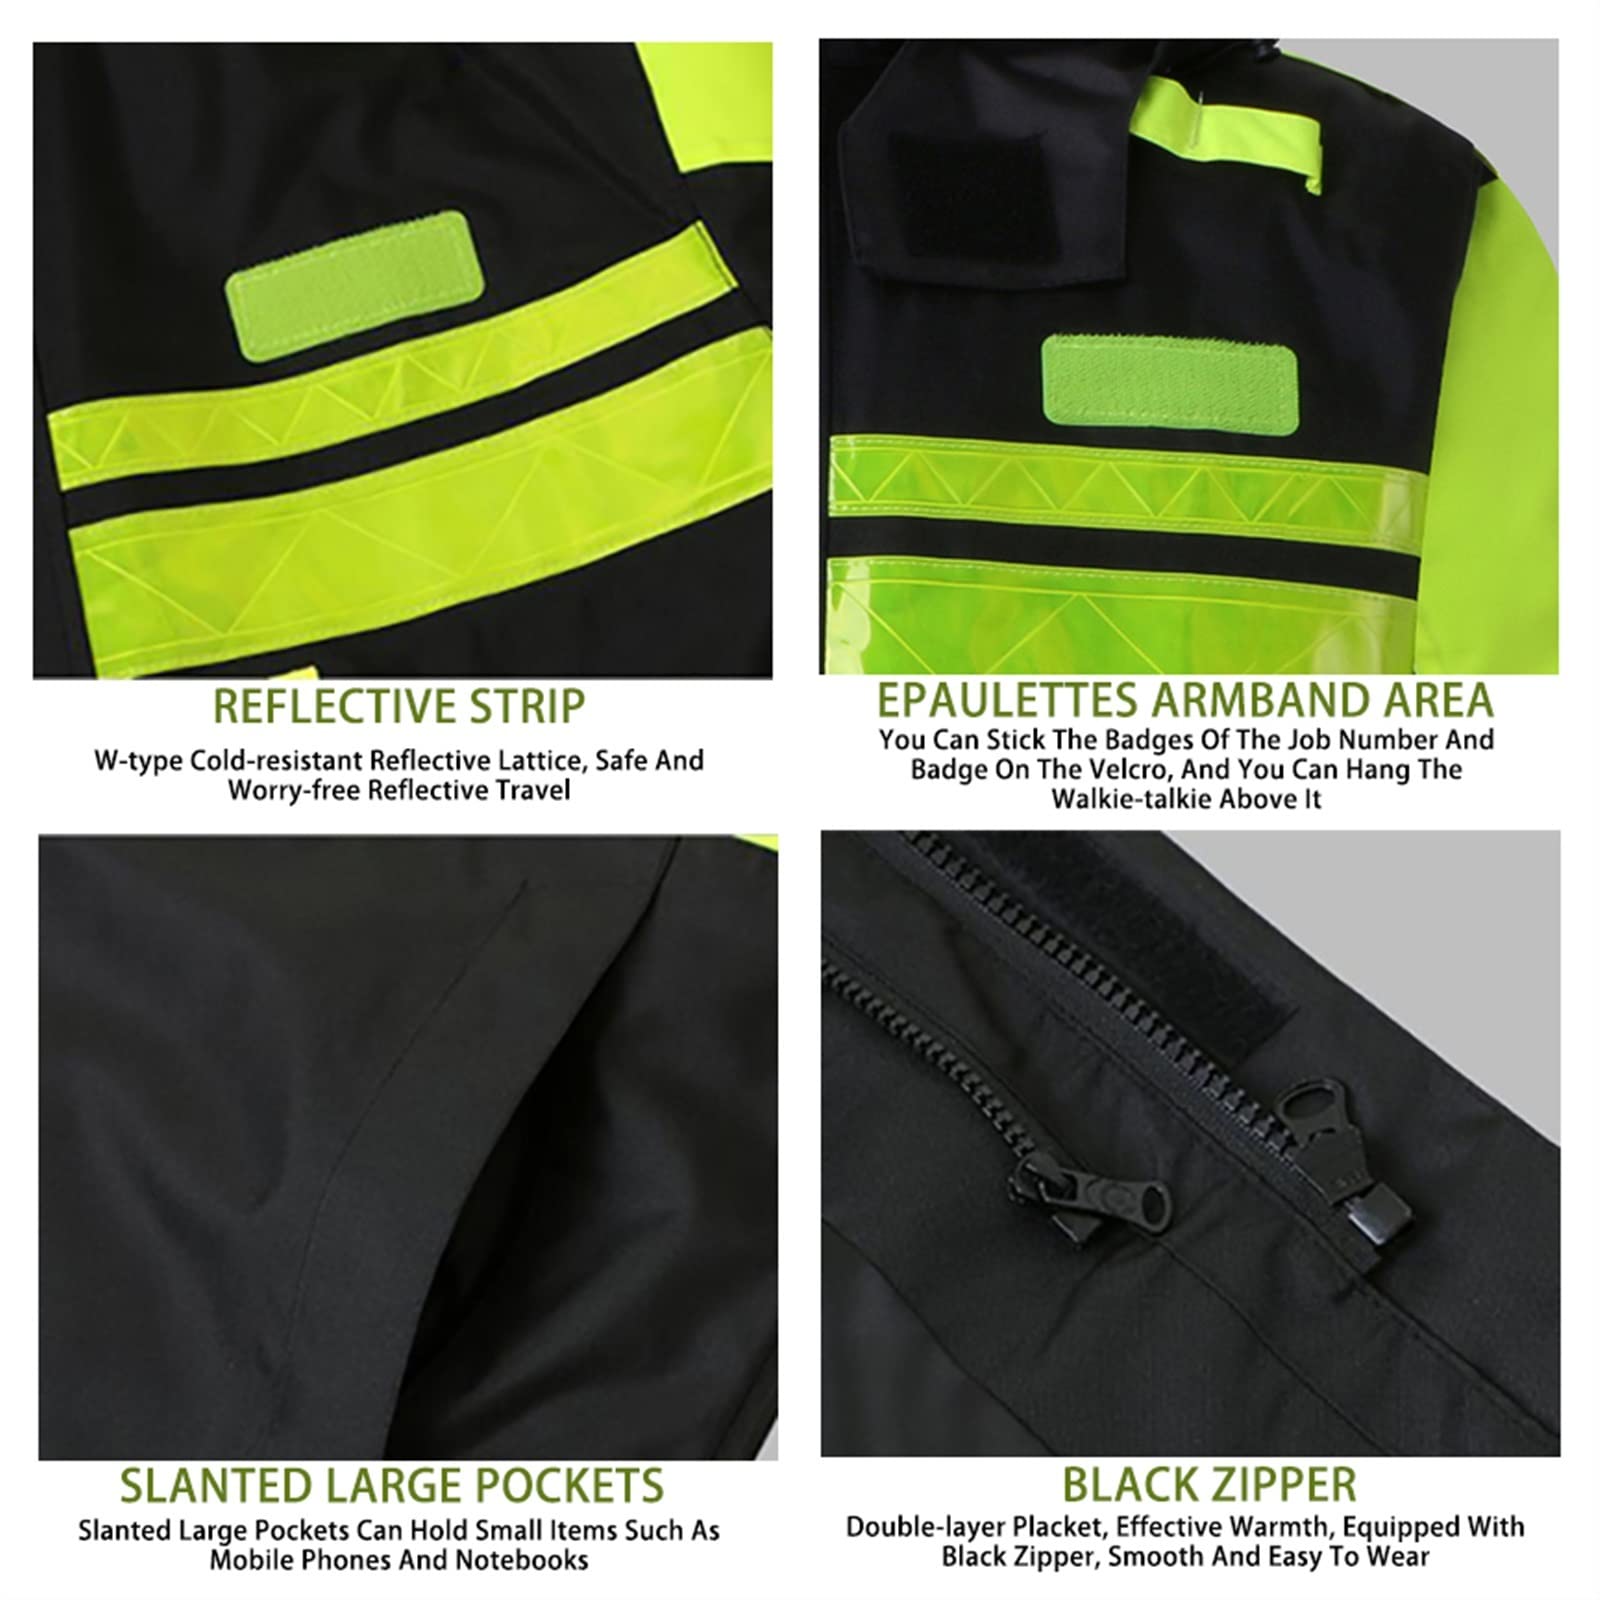 REFLECTIVE STRIP
W-type Cold-resistant Reflective Lattice, Safe And
Worry-free Reflective Travel
EPAULETTES ARMBAND AREA
You Can Stick The Badges Of The Job Number And
Badge On The Velcro, And You Can Hang The
Walkie-talkie Above It
SLANTED LARGE POCKETS
Slanted Large Pockets Can Hold Small Items Such As
Mobile Phones And Notebooks
BLACK ZIPPER
Double-layer Placket, Effective Warmth, Equipped With
Black Zipper, Smooth And Easy To Wear